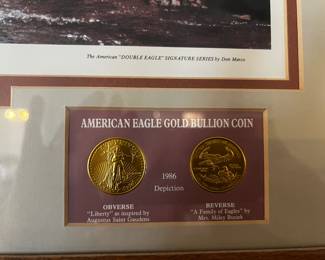 The American "DOUBLE EAGLE" SIGNATURE SERIES by Don Marco
AMERICAN EAGLE GOLD BULLION COIN
1986
Depiction
OBVERSE
"Liberty" as inspired by
Augustus Saint Gaudens
REVERSE
"A Family of Eagles" by
Mrs. Miley Busiek